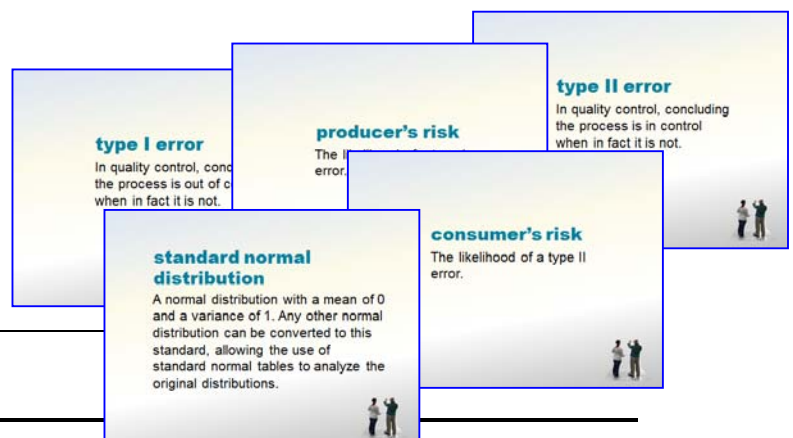 type I error
In quality control, 
the process is out of
when in fact it is not.
producer's risk
The
error.
type II error
In quality control, concluding
the process is in control
when in fact it is not.
standard normal
distribution
A normal distribution with a mean of 0
and a variance of 1. Any other normal
distribution can be converted to this
standard, allowing the use of
standard normal tables to analyze the
original distributions.
consumer's risk
The likelihood of a type II
error.